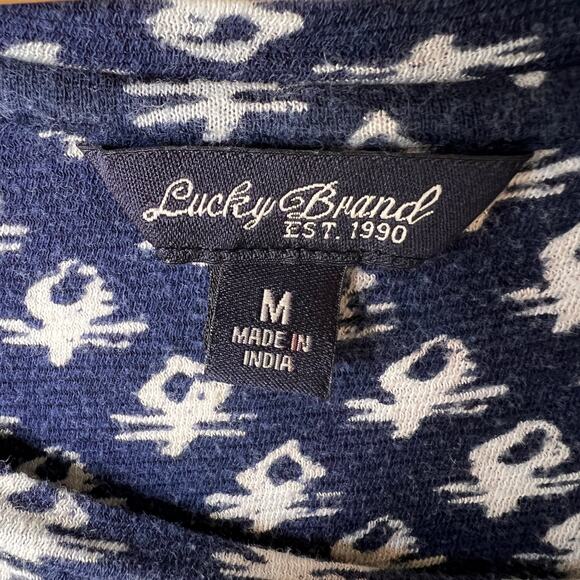 Lucky Brand
EST. 1990
M
MADE IN
INDIA